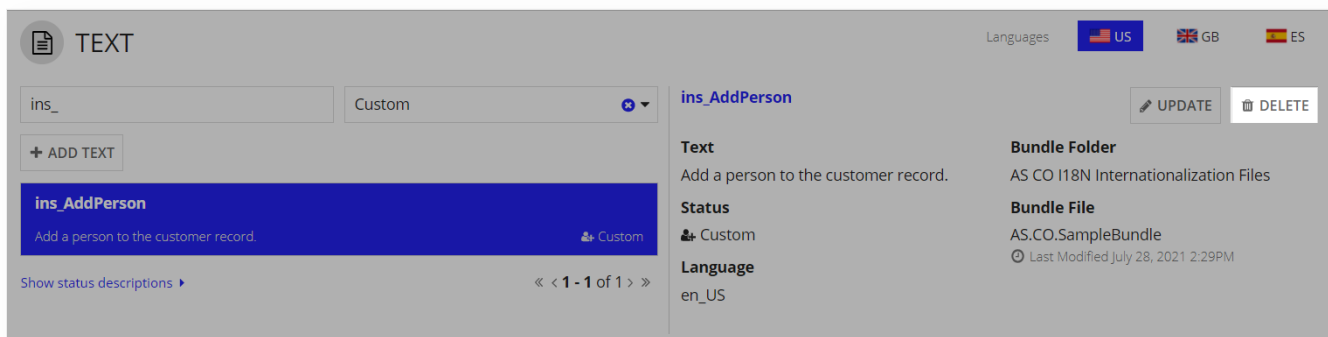 TEXT
Languages
US
GB
ES
ins_
Custom
+ ADD TEXT
ins_AddPerson
Add a person to the customer record.
Custom
Show status descriptions
« < 1 - 1 of 1 > »
ins_AddPerson
UPDATE
DELETE
Text
Add a person to the customer record.
Status
Custom
Language
en_US
Bundle Folder
AS CO I18N Internationalization Files
Bundle File
AS.CO.SampleBundle
Last Modified July 28, 2021 2:29PM